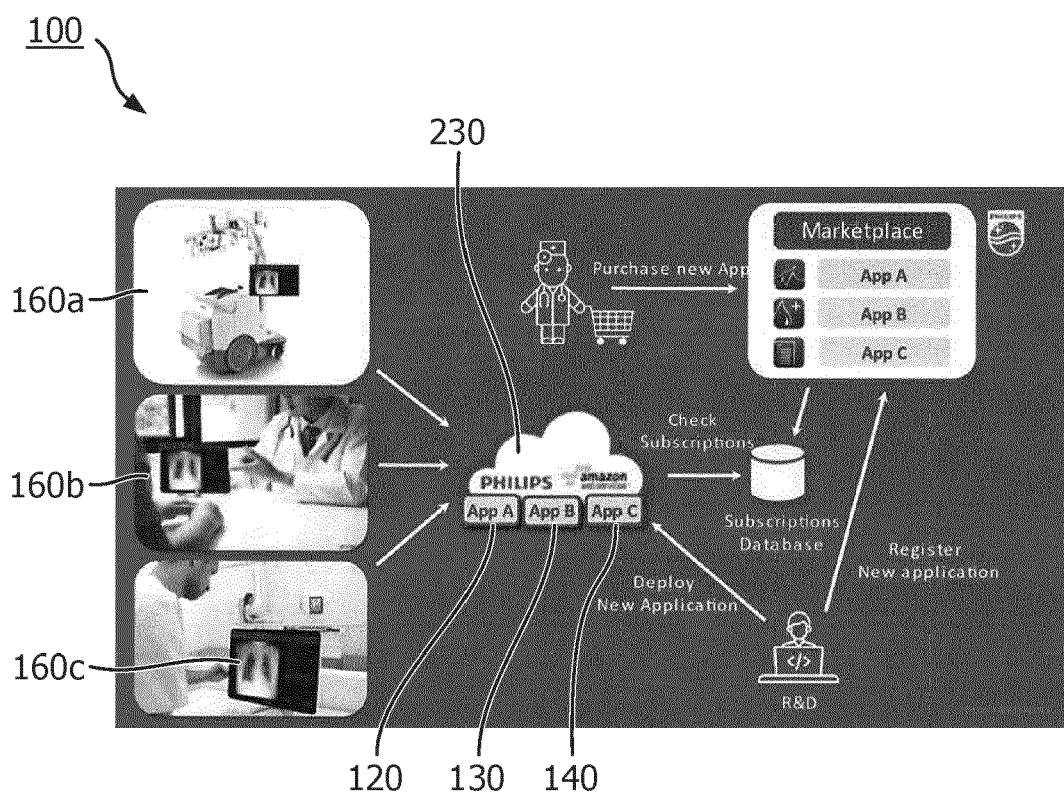 100
230
PHILIPS
Marketplace
Purchase new App
App A
160a
App B
App C
Check
Subscriptions
160b
PHILIPS
amazon
App A App B App C
Subscriptions
Database
Register
New application
Deploy
New Application
160c
</>
R&D
120 130 140